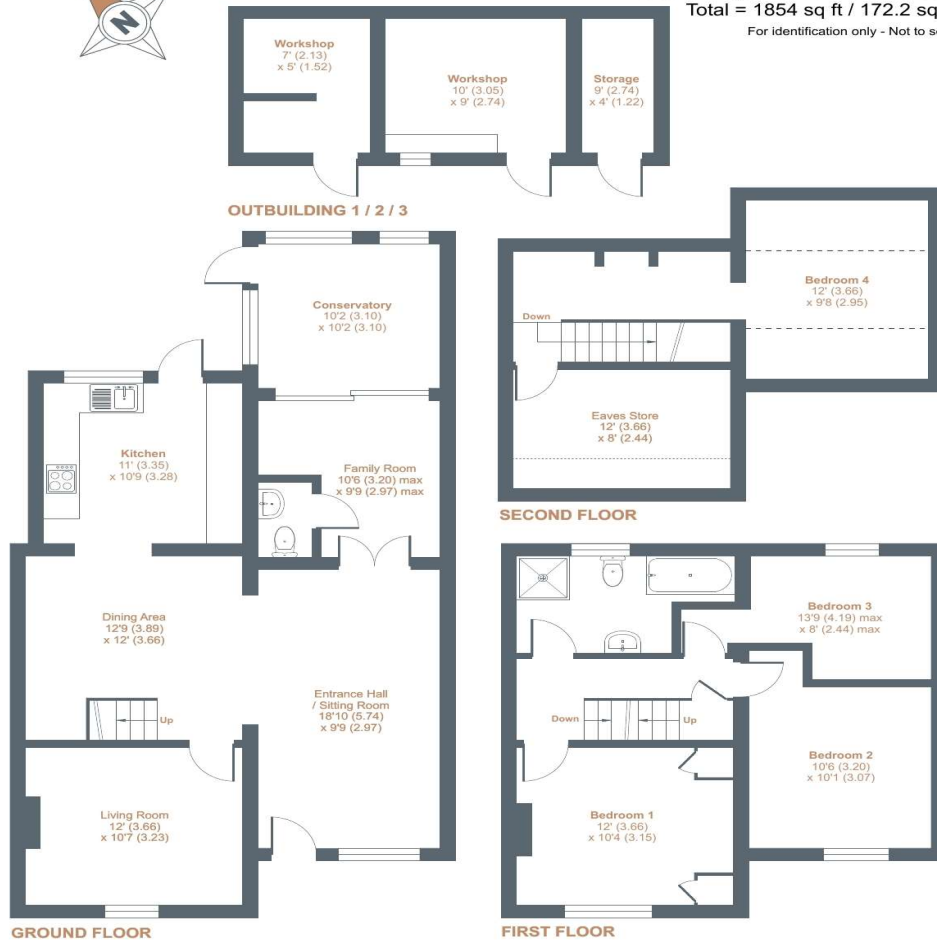 N
Total = 1854 sq ft / 172.2 sq
For identification only - Not to
Workshop
7' (2.13)
x 5' (1.52)
Workshop
10' (3.05)
x 9' (2.74)
Storage
9' (2.74)
x 4' (1.22)
OUTBUILDING 1 / 2 / 3
Conservatory
10'2 (3.10)
x 10'2 (3.10)
Kitchen
11' (3.35)
x 10'9 (3.28)
Family Room
10'6 (3.20) max
x 9'9 (2.97) max
Dining Area
12'9 (3.89)
x 12' (3.66)
Up
Entrance Hall
/ Sitting Room
18'10 (5.74)
x 9'9 (2.97)
Living Room
12' (3.66)
x 10'7 (3.23)
GROUND FLOOR
Bedroom 4
12' (3.66)
x 9'8 (2.95)
Down
Eaves Store
12' (3.66)
x 8' (2.44)
SECOND FLOOR
Bedroom 3
13'9 (4.19) max
x 8' (2.44) max
Down
Up
Bedroom 2
10'6 (3.20)
x 10'1 (3.07)
Bedroom 1
12' (3.66)
x 10'4 (3.15)
FIRST FLOOR